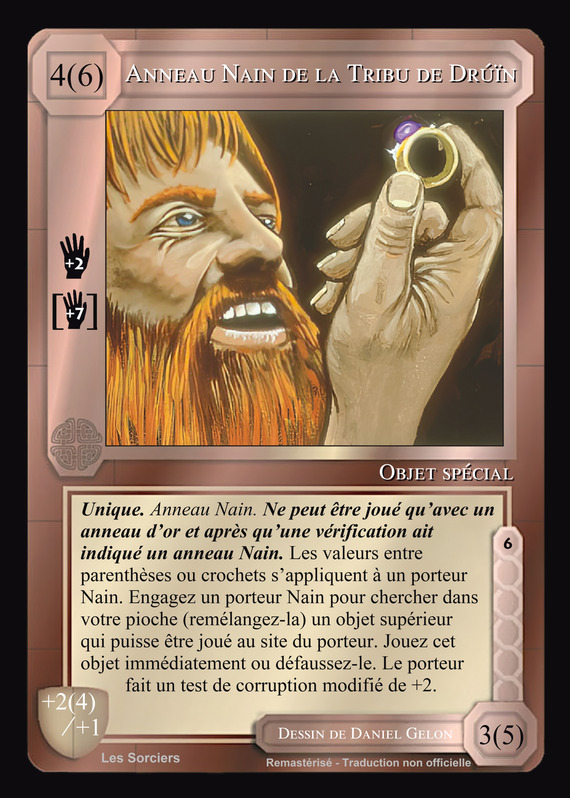 4(6)
Anneau Nain de la Tribu de Drúïn
+2
[+7]
Objet spécial
Unique. Anneau Nain. Ne peut être joué qu'avec un
anneau d'or et après qu'une vérification ait
indiqué un anneau Nain. Les valeurs entre
parenthèses ou crochets s'appliquent à un porteur
Nain. Engagez un porteur Nain pour chercher dans
votre pioche (remélangez-la) un objet supérieur
qui puisse être joué au site du porteur. Jouez cet
objet immédiatement ou défaussez-le. Le porteur
fait un test de corruption modifié de +2.
6
+2(4)
/+1
Dessin de Daniel Gelon
3(5)
Les Sorciers
Remastérisé - Traduction non officielle